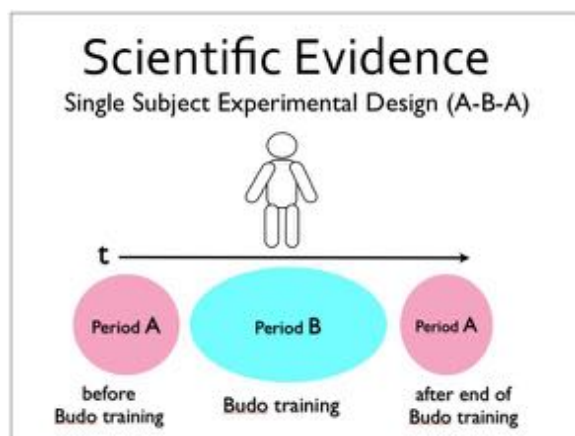 Scientific Evidence
Single Subject Experimental Design (A-B-A)
t
Period A
Period B
Period A
before
Budo training
Budo training
after end of
Budo training